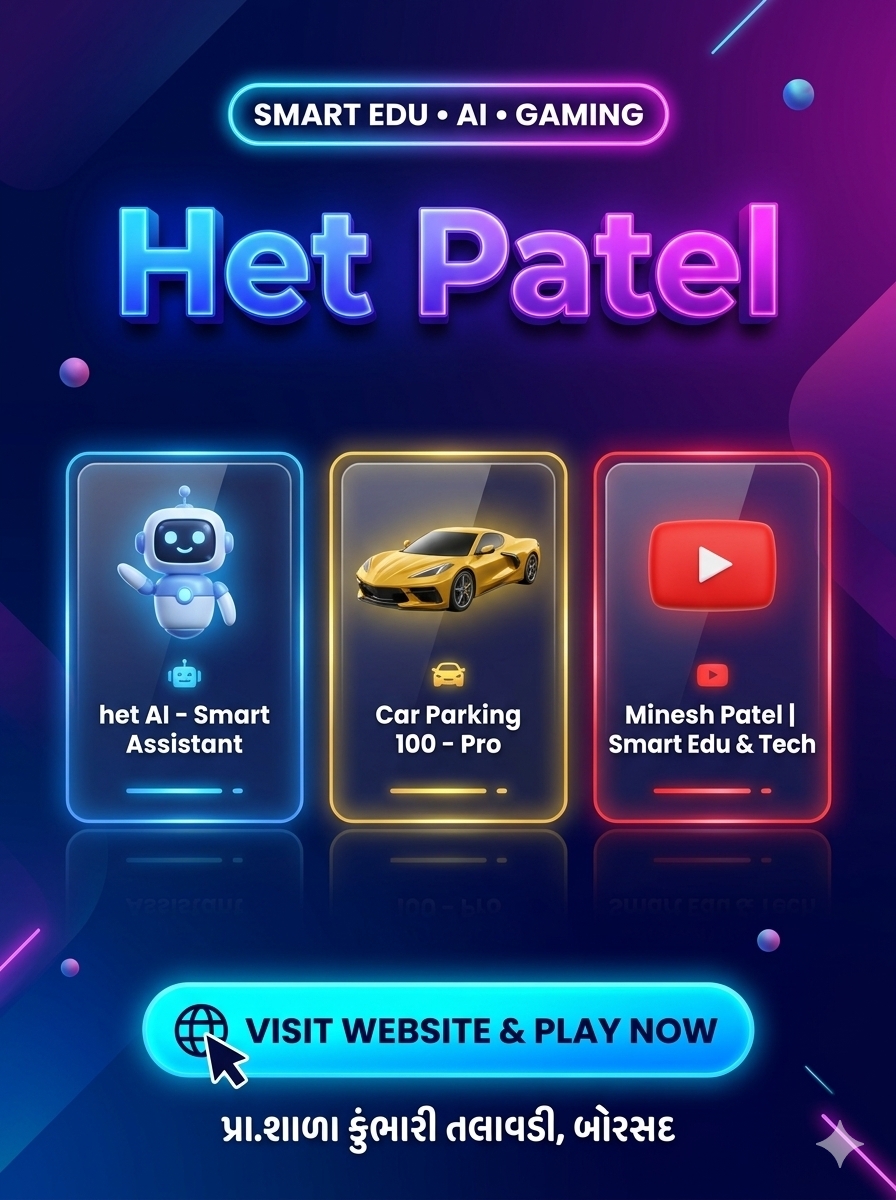 SMART EDU • AI • GAMING
Het Patel
het AI - Smart
Assistant
Car Parking
100 - Pro
Minesh Patel |
Smart Edu & Tech
VISIT WEBSITE & PLAY NOW
પ્રા.શાળા કુંભારી તલાવડી, બોરસદ